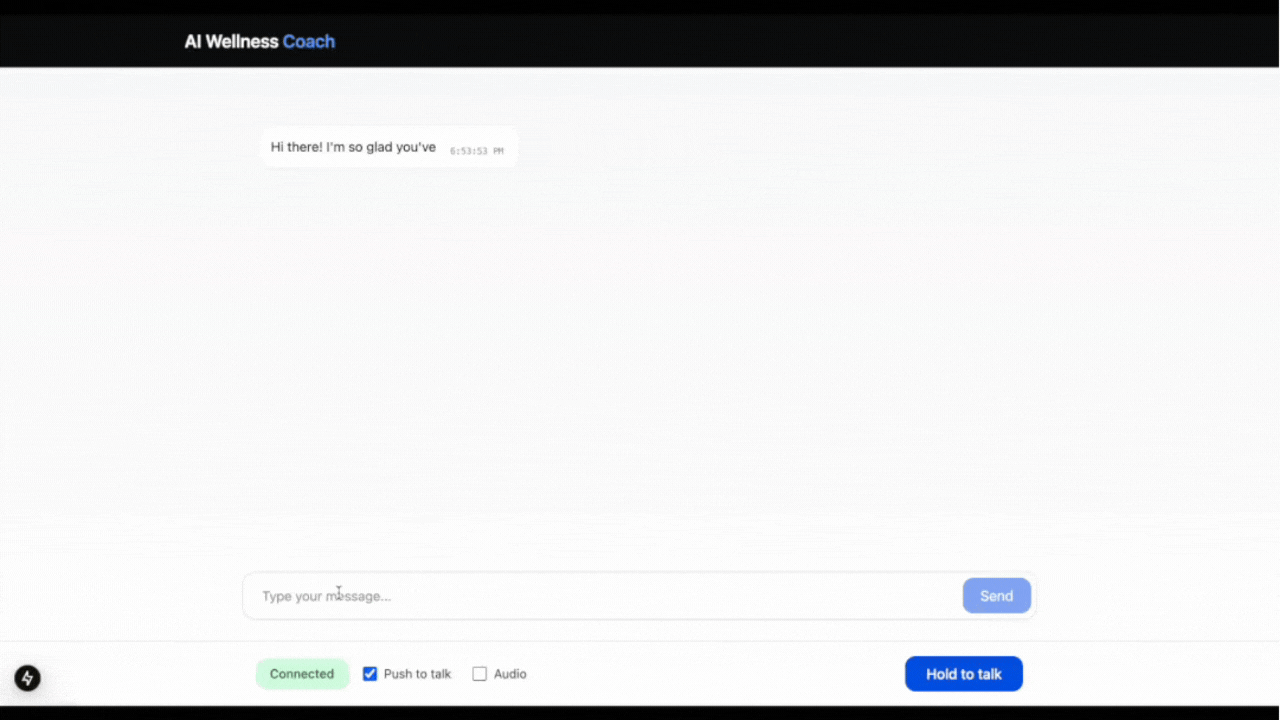 AI Wellness Coach
Hi there! I'm so glad you've 6:53:53 PM
Type your message...
Send
Connected
Push to talk
Audio
Hold to talk